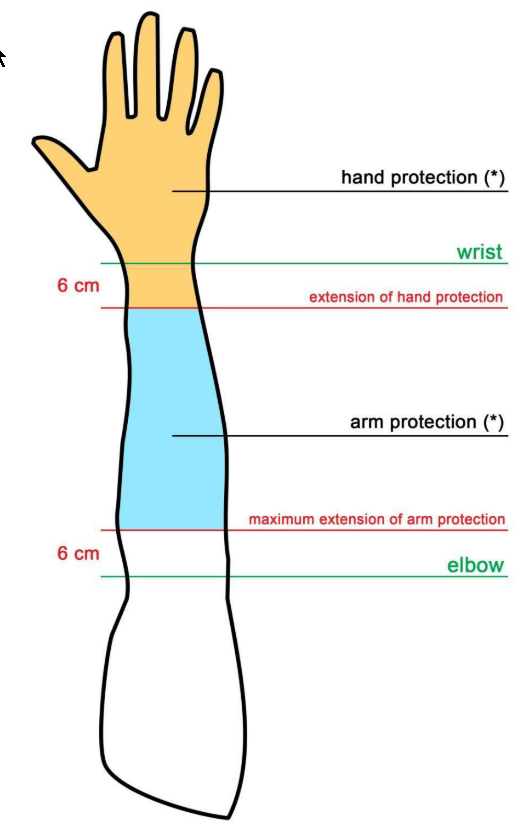 hand protection (*)
wrist
6 cm
extension of hand protection
arm protection (*)
maximum extension of arm protection
6 cm
elbow